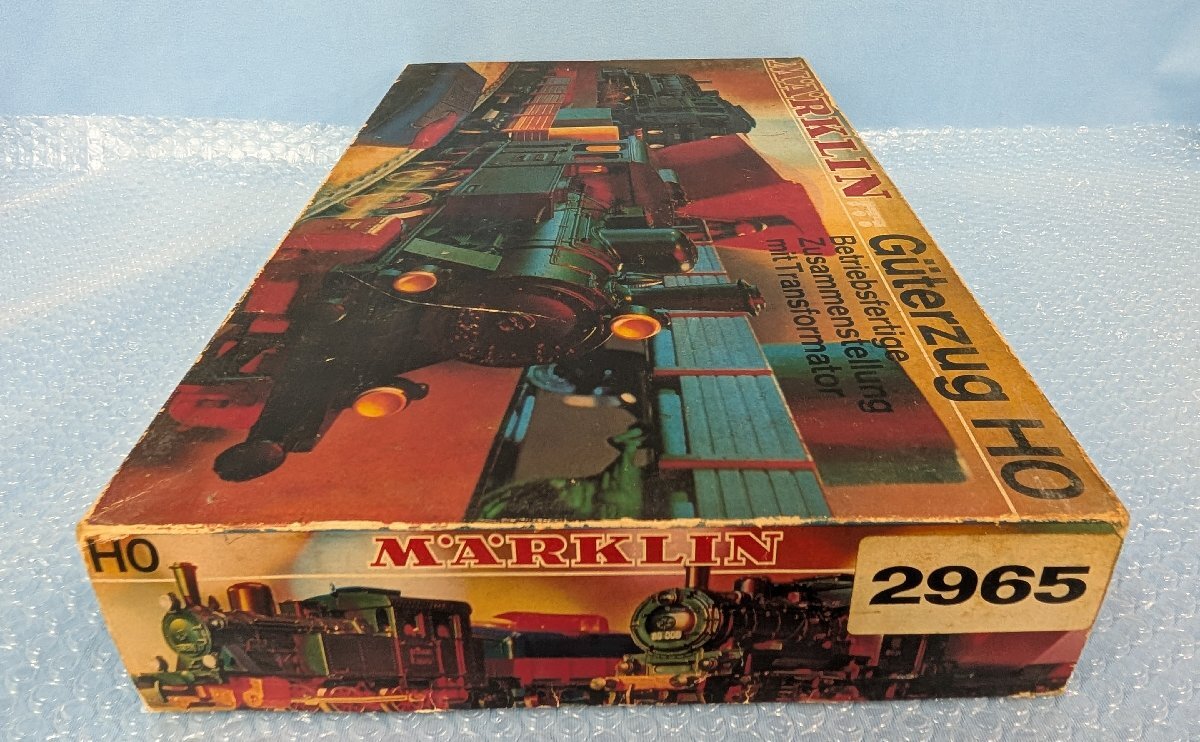 MÄRKLIN
Güterzug HO
Betriebsfertige
Zusammenstellung
mit Transformator
HO
MÄRKLIN
2965